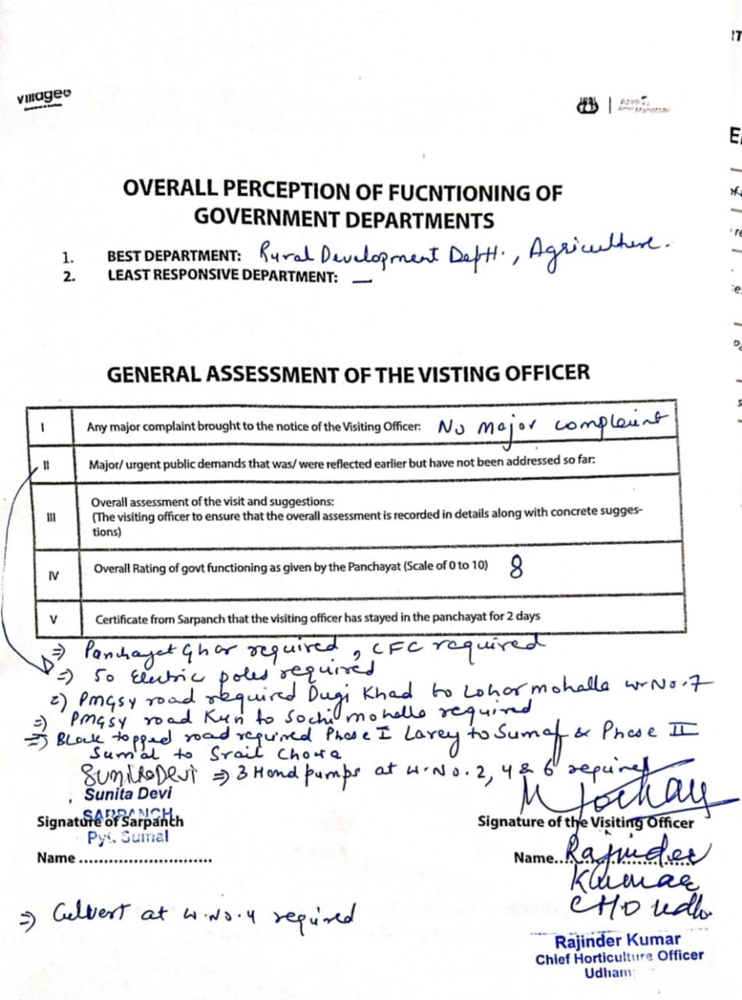 Village
OVERALL PERCEPTION OF FUCNTIONING OF
GOVERNMENT DEPARTMENTS
1. BEST DEPARTMENT: Rural Development Deptt., Agriculture.
2. LEAST RESPONSIVE DEPARTMENT: —
GENERAL ASSESSMENT OF THE VISTING OFFICER
I Any major complaint brought to the notice of the Visiting Officer: No major complaint
II Major/ urgent public demands that was/ were reflected earlier but have not been addressed so far:
III Overall assessment of the visit and suggestions:
(The visiting officer to ensure that the overall assessment is recorded in details along with concrete sugges-
tions)
IV Overall Rating of govt functioning as given by the Panchayat (Scale of 0 to 10) 8
V Certificate from Sarpanch that the visiting officer has stayed in the panchayat for 2 days
⇒ Panchayet Ghar required, CFC required
⇒ 50 Electric poles required
⇒ PMGSY road required Dugi Khad to Lohar mohalla W.No.7
⇒ PMGSY road Kun to Sochi mohalla required
⇒ Black topped road required Phase I Larey to Sumal & Phase II
Sumal to Srail Chowa
⇒ 3 Hand pumps at W.No. 2, 4 & 6 required
Sunita Devi
Sunita Devi
SARPANCH
Signature of Sarpanch
Pyt. Sumal
Name ...........................
Signature of the Visiting Officer
Name.. Rajinder
Kumar
CHO Udh
⇒ Culvert at W.No.4 required
Rajinder Kumar
Chief Horticulture Officer
Udham